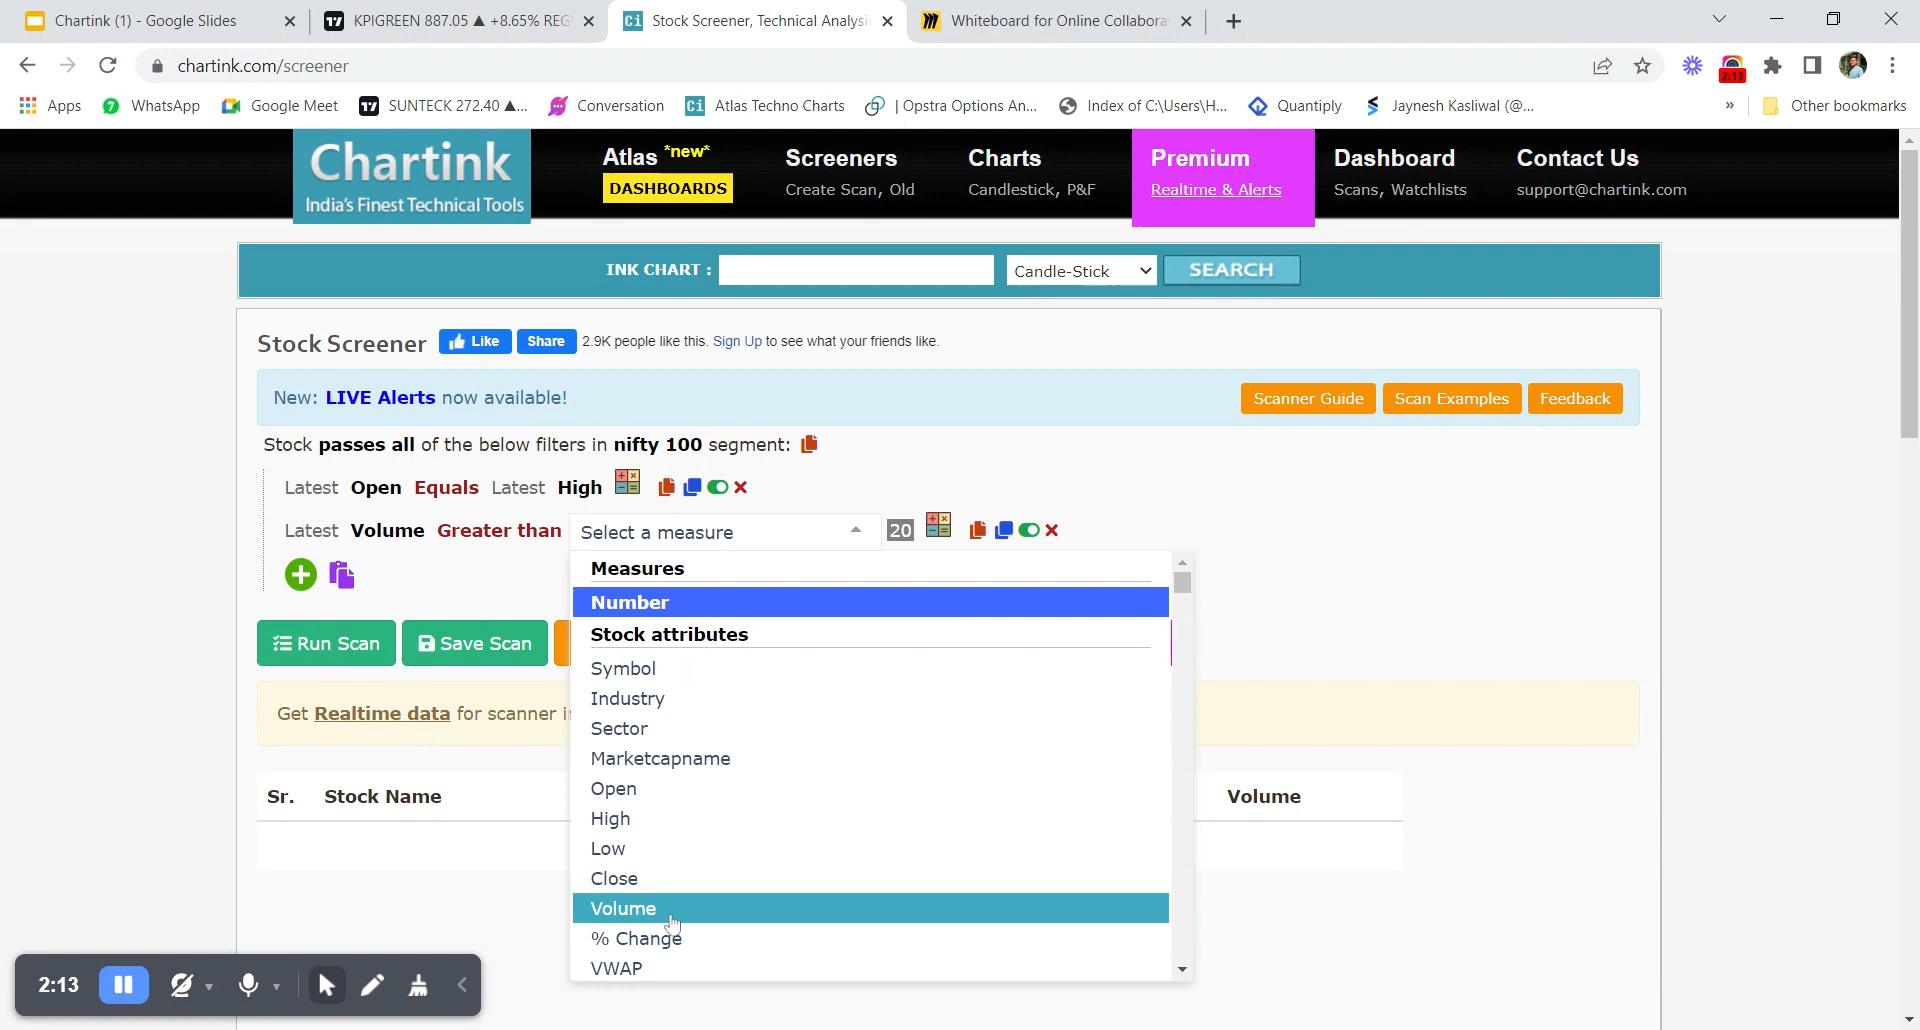 Chartink (1) - Google Slides
KPIGREEN 887.05 ▲ +8.65% REG
Stock Screener, Technical Analysis
Whiteboard for Online Collabora
chartink.com/screener
2:13
Apps WhatsApp Google Meet SUNTECK 272.40 ▲... Conversation Atlas Techno Charts | Opstra Options An... Index of C:\Users\H... Quantiply Jaynesh Kasliwal (@... » Other bookmarks
Chartink
India's Finest Technical Tools
Atlas *new*
DASHBOARDS
Screeners
Create Scan, Old
Charts
Candlestick, P&F
Premium
Realtime & Alerts
Dashboard
Scans, Watchlists
Contact Us
support@chartink.com
INK CHART : Candle-Stick SEARCH
Stock Screener Like Share 2.9K people like this. Sign Up to see what your friends like.
New: LIVE Alerts now available! Scanner Guide Scan Examples Feedback
Stock passes all of the below filters in nifty 100 segment:
Latest Open Equals Latest High
Latest Volume Greater than Select a measure 20
Measures
Number
Stock attributes
Symbol
Industry
Sector
Marketcapname
Open
High
Low
Close
Volume
% Change
VWAP
Run Scan Save Scan
Get Realtime data for scanner
Sr. Stock Name Volume
2:13